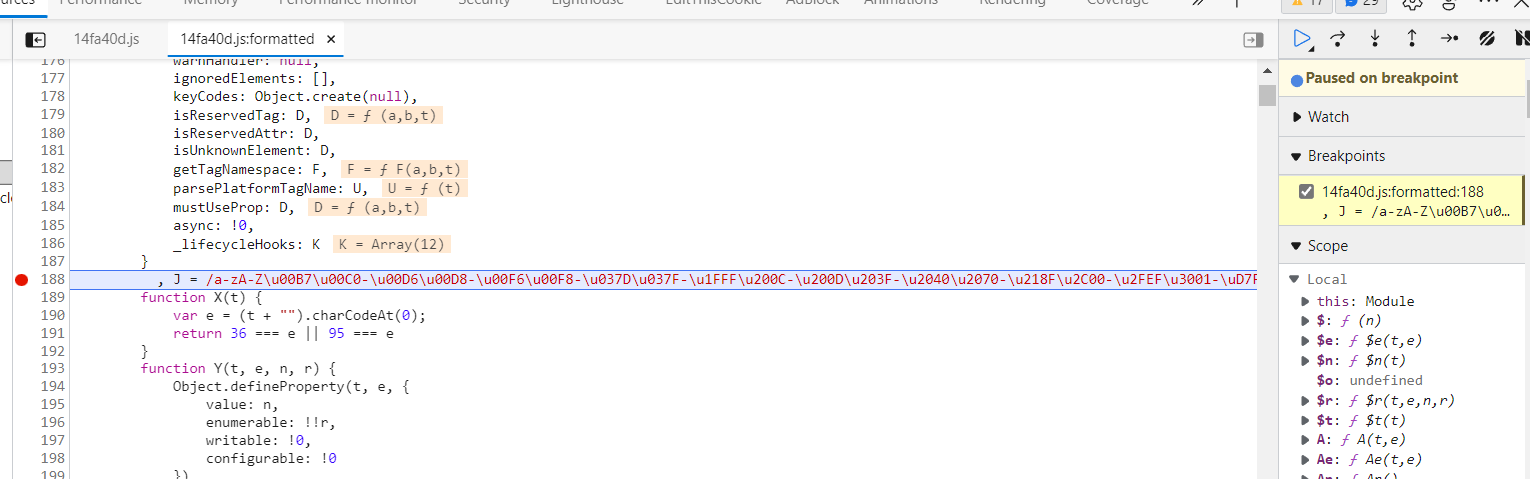 Performance
Memory
Performance monitor
Security
Lighthouse
EditThisCookie
AdBlock
Animations
Rendering
Coverage
17
29
14fa40d.js
14fa40d.js:formatted ×
176 warnHandler: null,
177 ignoredElements: [],
178 keyCodes: Object.create(null),
179 isReservedTag: D, D = ƒ (a,b,t)
180 isReservedAttr: D,
181 isUnknownElement: D,
182 getTagNamespace: F, F = ƒ F(a,b,t)
183 parsePlatformTagName: U, U = ƒ (t)
184 mustUseProp: D, D = ƒ (a,b,t)
185 async: !0,
186 _lifecycleHooks: K K = Array(12)
187 }
188 , J = /a-zA-Z\u00B7\u00C0-\u00D6\u00D8-\u00F6\u00F8-\u037D\u037F-\u1FFF\u200C-\u200D\u203F-\u2040\u2070-\u218F\u2C00-\u2FEF\u3001-\uD7F
189 function X(t) {
190 var e = (t + "").charCodeAt(0);
191 return 36 === e || 95 === e
192 }
193 function Y(t, e, n, r) {
194 Object.defineProperty(t, e, {
195 value: n,
196 enumerable: !!r,
197 writable: !0,
198 configurable: !0
199 })
Paused on breakpoint
Watch
Breakpoints
14fa40d.js:formatted:188
, J = /a-zA-Z\u00B7\u0…
Scope
Local
this: Module
$: ƒ (n)
$e: ƒ $e(t,e)
$n: ƒ $n(t)
$o: undefined
$r: ƒ $r(t,e,n,r)
$t: ƒ $t(t)
A: ƒ A(t,e)
Ae: ƒ Ae(t,e)